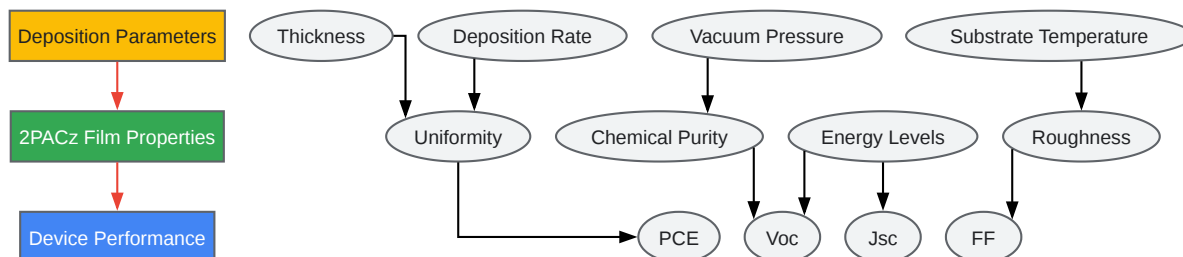 Deposition Parameters
Thickness
Deposition Rate
Vacuum Pressure
Substrate Temperature
2PACz Film Properties
Uniformity
Chemical Purity
Energy Levels
Roughness
Device Performance
PCE
Voc
Jsc
FF